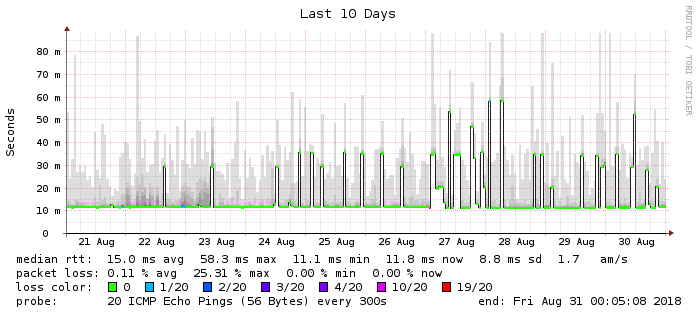 Last 10 Days
RRDTOOL / TOBI OETIKER
Seconds
80 m
70 m
60 m
50 m
40 m
30 m
20 m
10 m
0
21 Aug 22 Aug 23 Aug 24 Aug 25 Aug 26 Aug 27 Aug 28 Aug 29 Aug 30 Aug
median rtt: 15.0 ms avg 58.3 ms max 11.1 ms min 11.8 ms now 8.8 ms sd 1.7 am/s
packet loss: 0.11 % avg 25.31 % max 0.00 % min 0.00 % now
loss color: 0 1/20 2/20 3/20 4/20 10/20 19/20
probe: 20 ICMP Echo Pings (56 Bytes) every 300s end: Fri Aug 31 00:05:08 2018